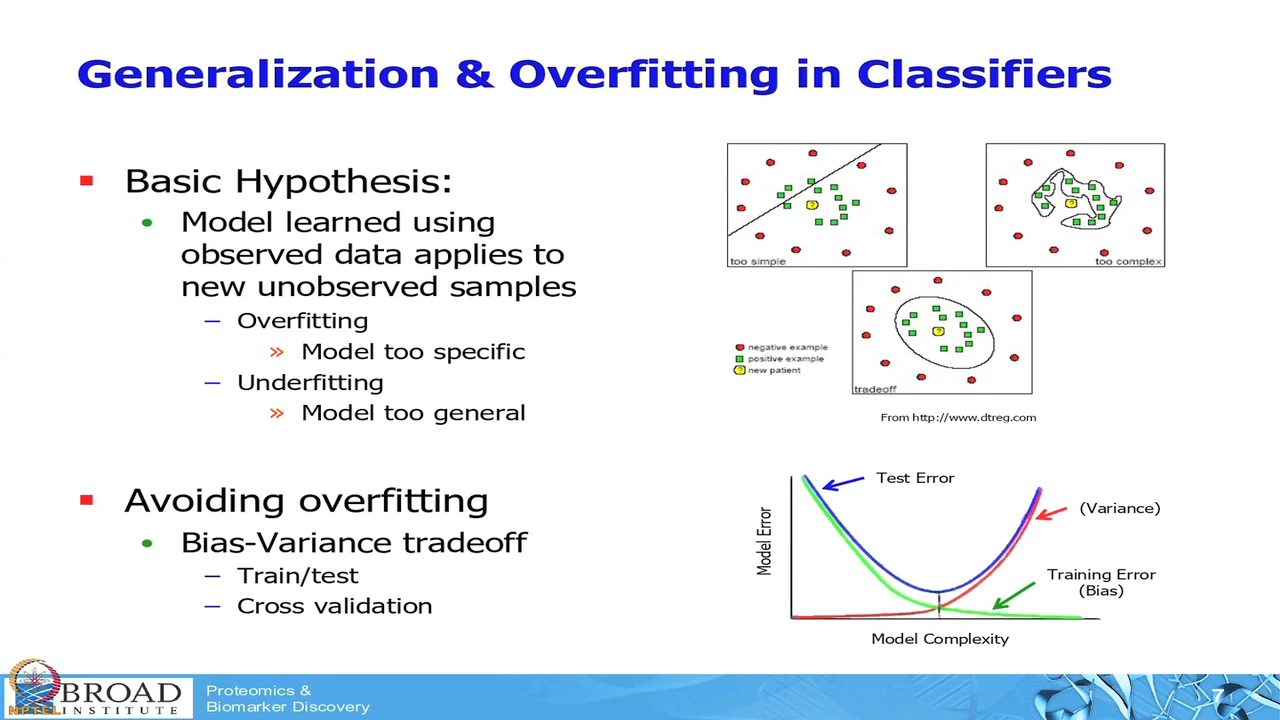 Generalization & Overfitting in Classifiers
Basic Hypothesis:
Model learned using
observed data applies to
new unobserved samples
– Overfitting
» Model too specific
– Underfitting
» Model too general
Avoiding overfitting
Bias-Variance tradeoff
– Train/test
– Cross validation
?
too simple
?
too complex
?
tradeoff
negative example
positive example
? new patient
From http://www.dtreg.com
Test Error
(Variance)
Training Error
(Bias)
Model Error
Model Complexity
NPTEL
BROAD
INSTITUTE
Proteomics &
Biomarker Discovery
7